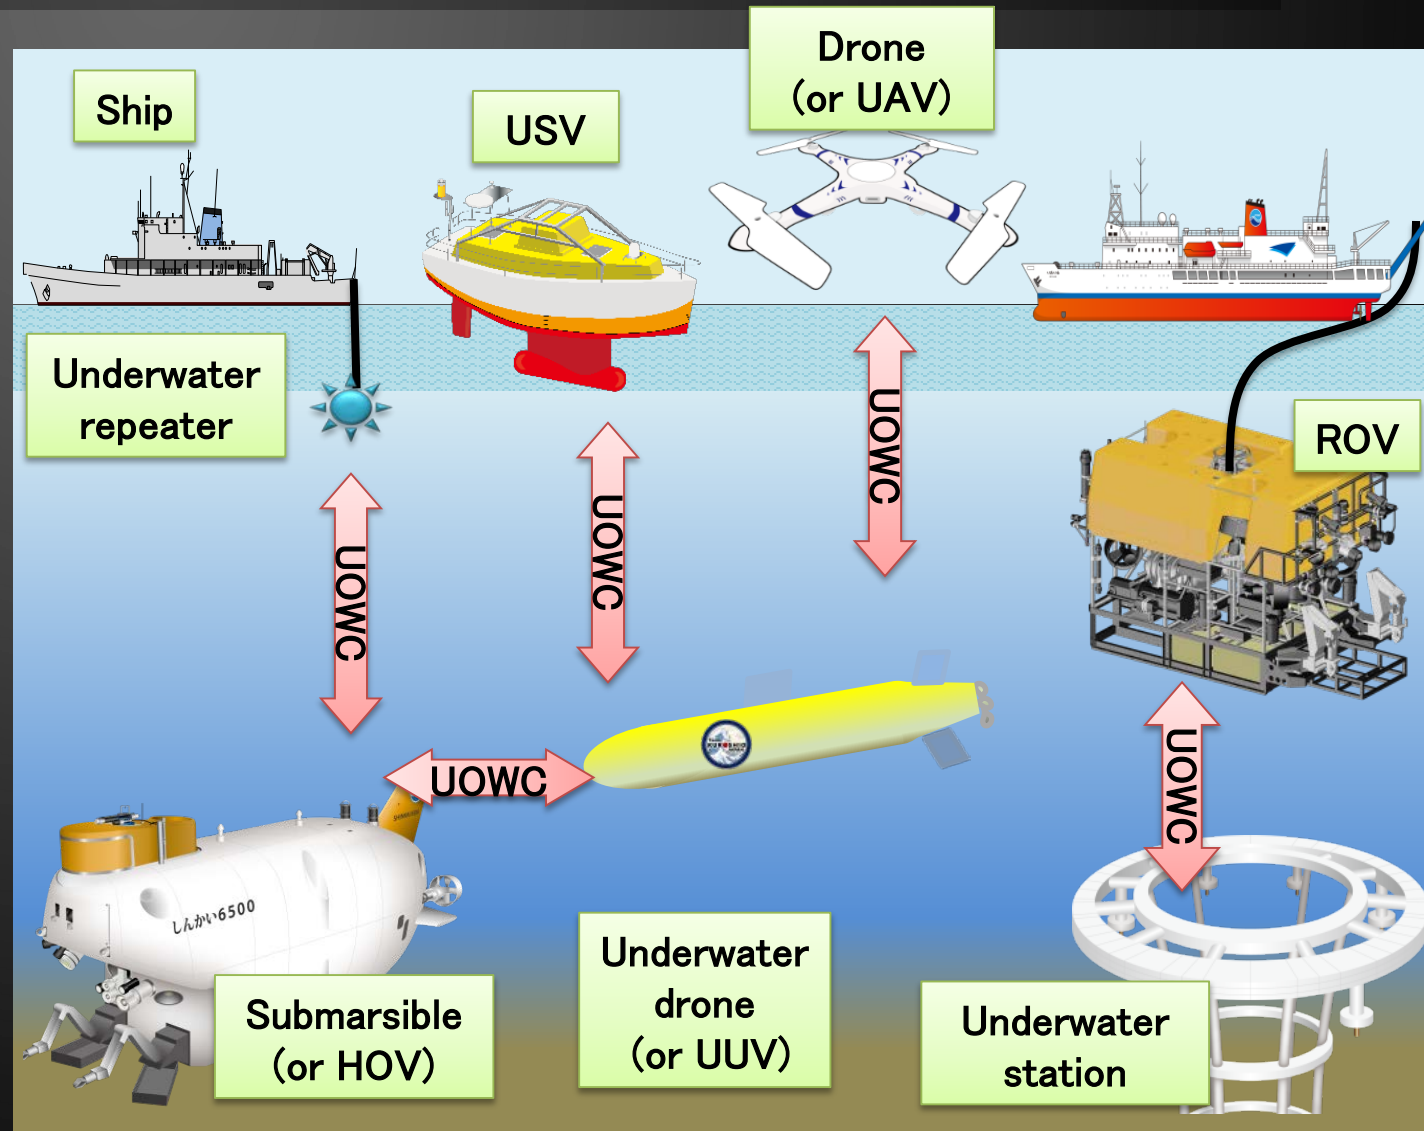 Ship
USV
Drone
(or UAV)
Underwater
repeater
ROV
UOWC
UOWC
UOWC
UOWC
UOWC
しんかい6500
Submarsible
(or HOV)
Underwater
drone
(or UUV)
Underwater
station